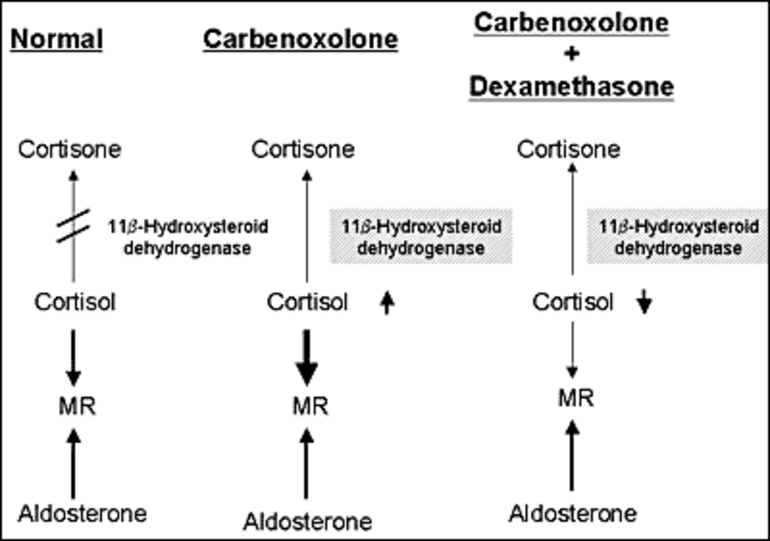 Normal
Carbenoxolone
Carbenoxolone
+
Dexamethasone
Cortisone
Cortisone
Cortisone
11β-Hydroxysteroid
dehydrogenase
11β-Hydroxysteroid
dehydrogenase
11β-Hydroxysteroid
dehydrogenase
Cortisol
Cortisol
Cortisol
MR
MR
MR
Aldosterone
Aldosterone
Aldosterone